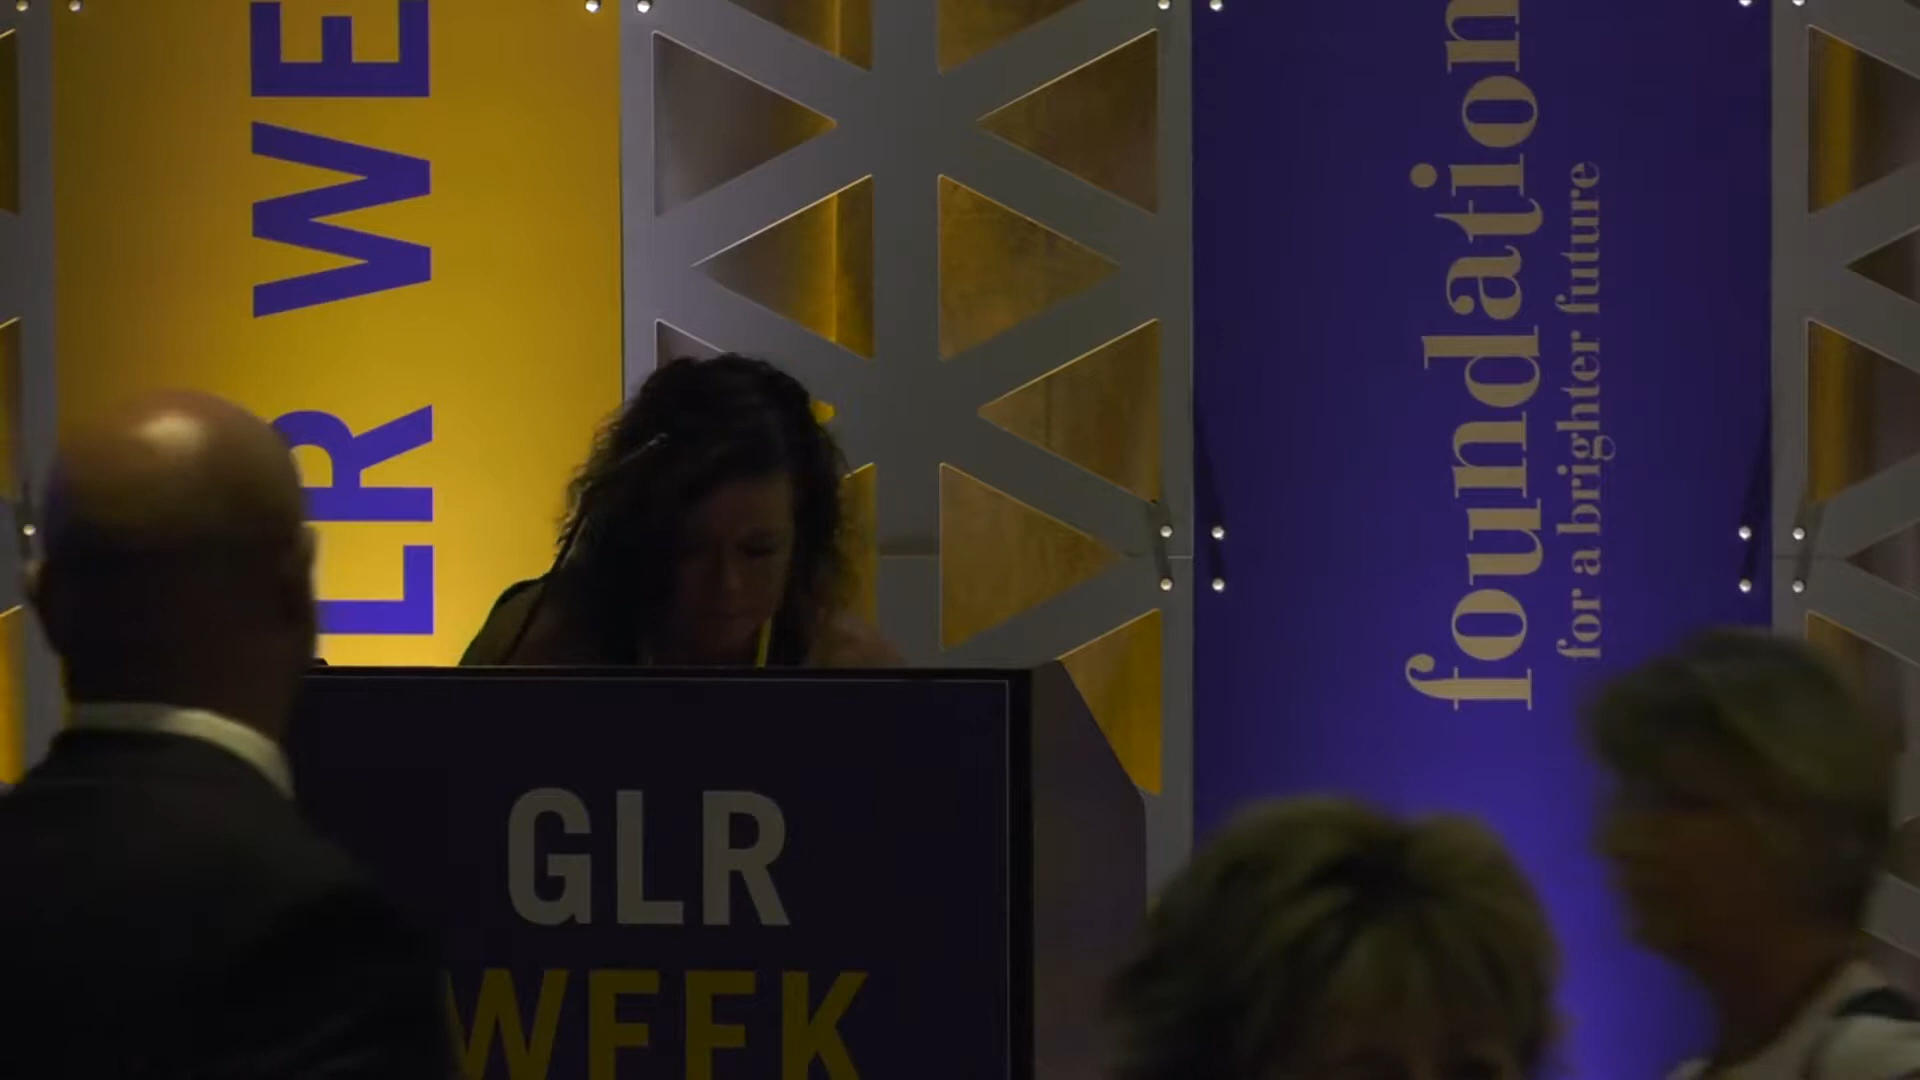 LR WE
foundation
for a brighter future
GLR
WEEK